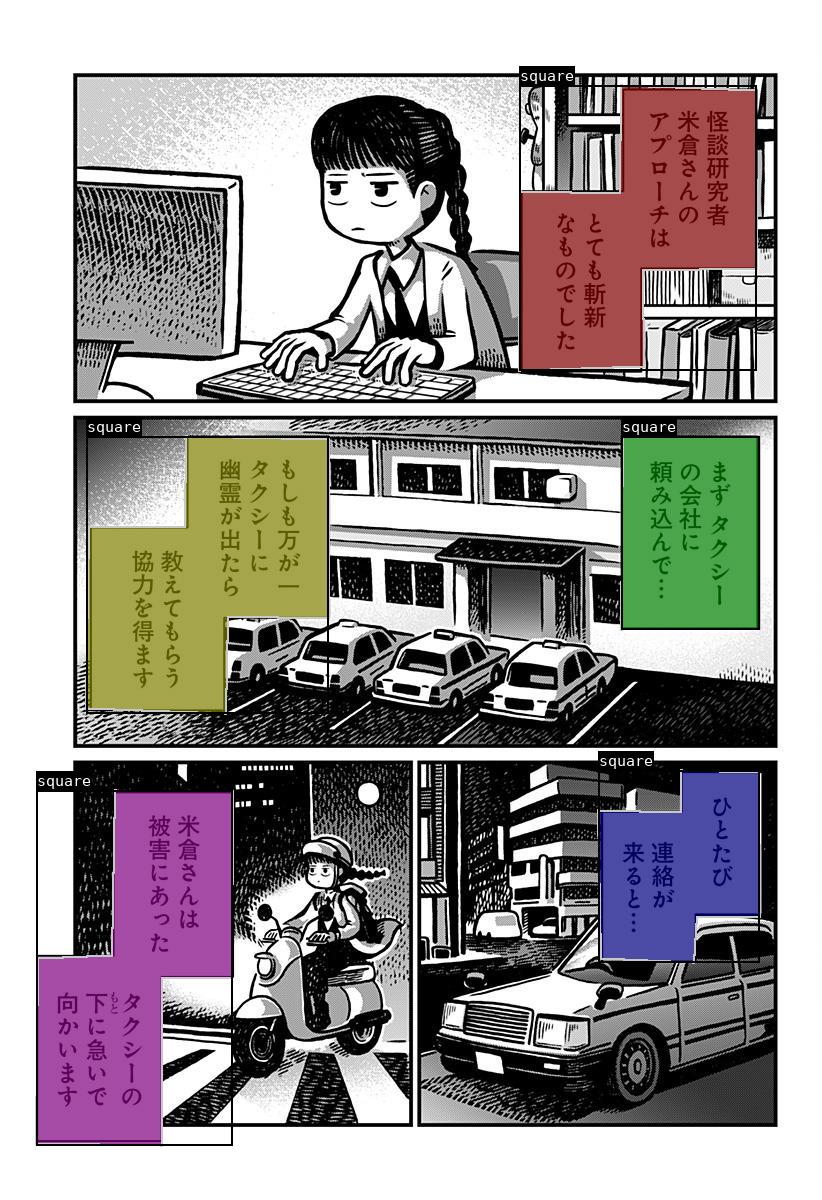 square
怪談研究者
米倉さんの
アプローチは
とても斬新
なものでした
square
まず タクシー
の会社に
頼み込んで…
square
もしも万が一
タクシーに
幽霊が出たら
教えてもらう
協力を得ます
square
ひとたび
連絡が
来ると…
square
米倉さんは
被害にあった
タクシーの
下に急いで
もと
向かいます